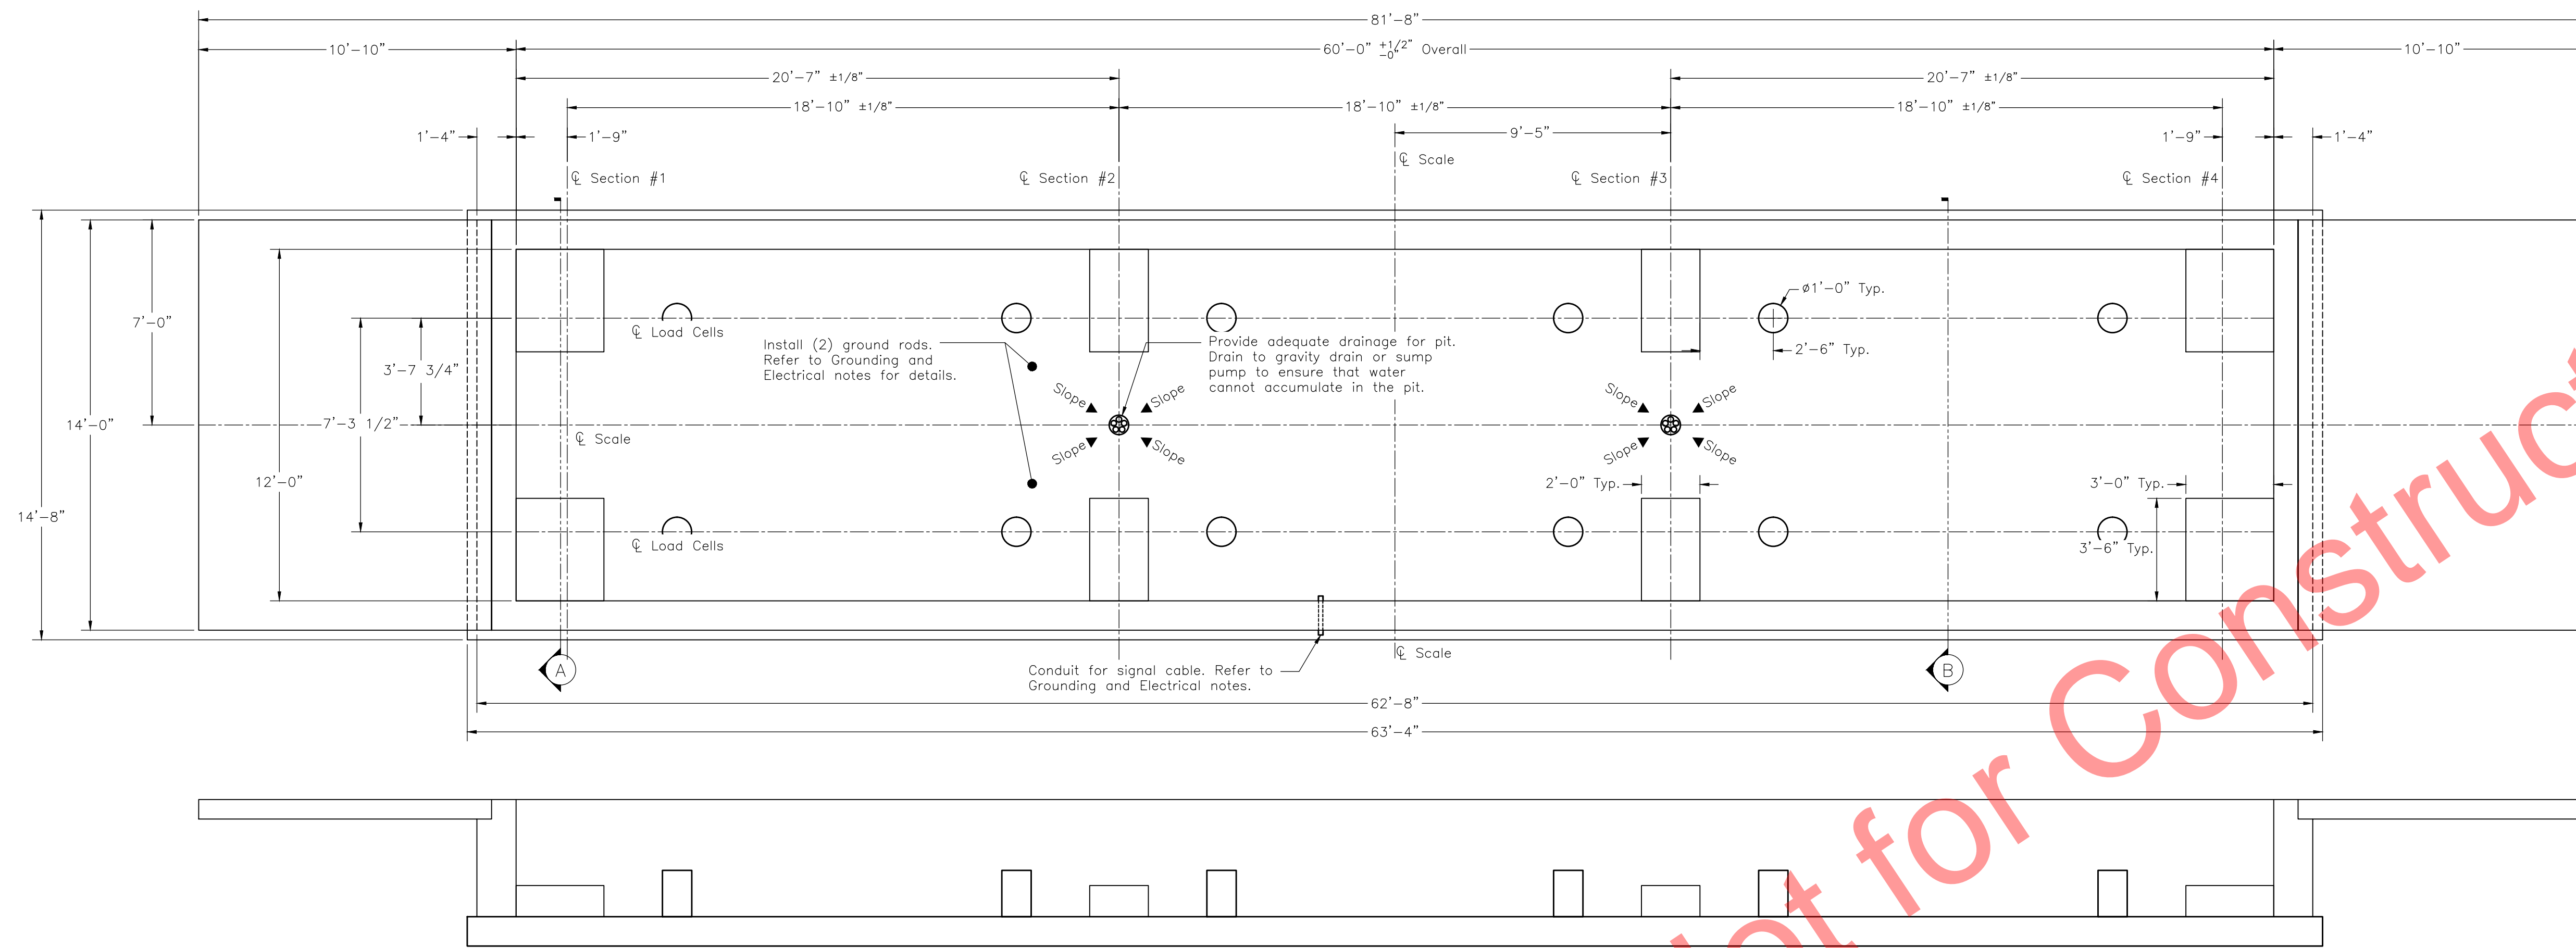 81'-8"
10'-10"
60'-0" +1/2" -0" Overall
10'-10"
20'-7" ±1/8"
20'-7" ±1/8"
18'-10" ±1/8"
18'-10" ±1/8"
18'-10" ±1/8"
1'-4"
1'-9"
9'-5"
1'-9"
1'-4"
℄ Scale
℄ Section #1
℄ Section #2
℄ Section #3
℄ Section #4
ø1'-0" Typ.
7'-0"
℄ Load Cells
Install (2) ground rods.
Refer to Grounding and
Electrical notes for details.
Provide adequate drainage for pit.
Drain to gravity drain or sump
pump to ensure that water
cannot accumulate in the pit.
2'-6" Typ.
3'-7 3/4"
Slope
Slope
Slope
Slope
14'-0"
7'-3 1/2"
℄ Scale
Slope
Slope
Slope
Slope
12'-0"
2'-0" Typ.
3'-0" Typ.
14'-8"
℄ Load Cells
3'-6" Typ.
℄ Scale
A
Conduit for signal cable. Refer to
Grounding and Electrical notes.
B
62'-8"
63'-4"
ot for Construct